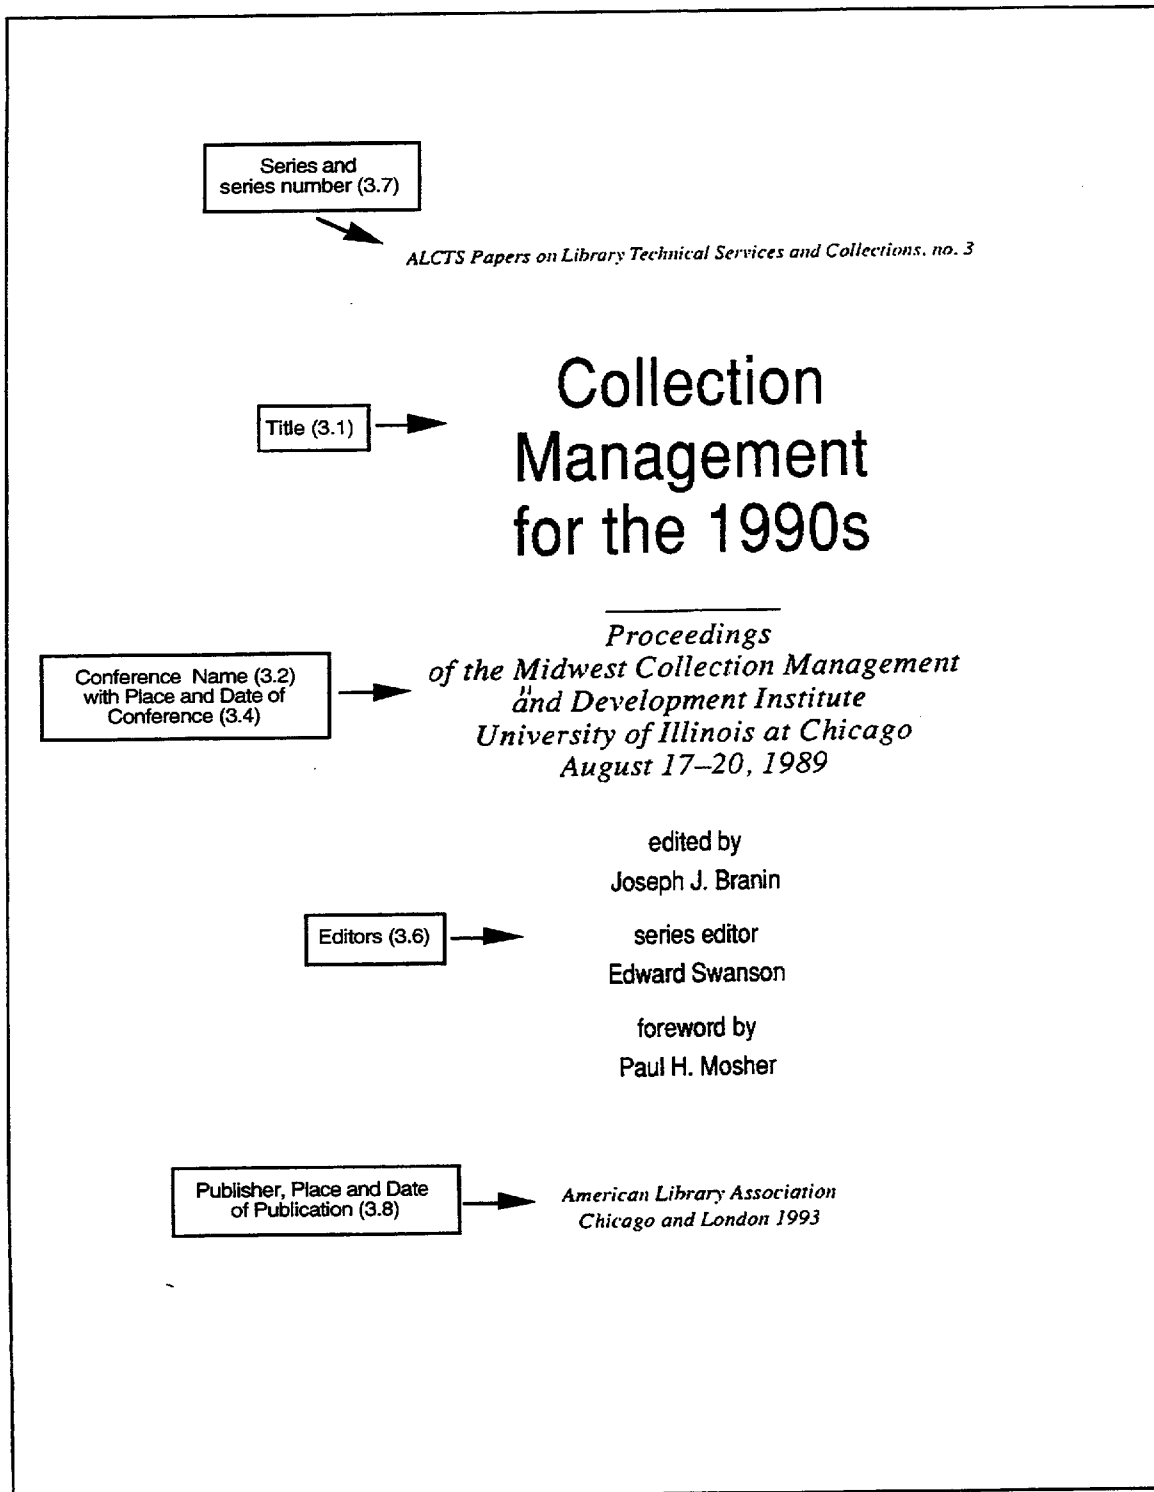 Series and
series number (3.7)
ALCTS Papers on Library Technical Services and Collections, no. 3
Collection
Title (3.1)
Management
for the 1990s
Proceedings
of the Midwest Collection Management
Conference Name (3.2)
with Place and Date of
Conference (3.4)
and Development Institute
University of Illinois at Chicago
August 17–20, 1989
edited by
Joseph J. Branin
Editors (3.6)
series editor
Edward Swanson
foreword by
Paul H. Mosher
Publisher, Place and Date
of Publication (3.8)
American Library Association
Chicago and London 1993